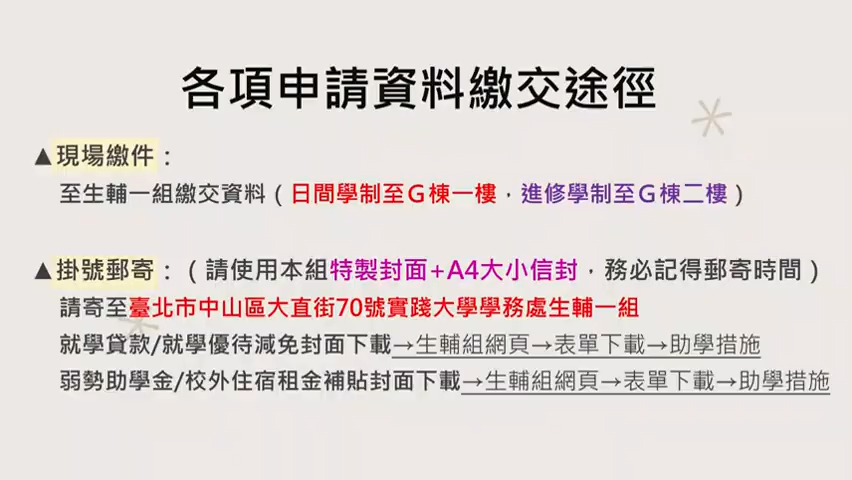 各項申請資料繳交途徑
▲現場繳件：
至生輔一組繳交資料（日間學制至Ｇ棟一樓，進修學制至Ｇ棟二樓）
▲掛號郵寄：（請使用本組特製封面+A4大小信封，務必記得郵寄時間）
請寄至臺北市中山區大直街70號實踐大學學務處生輔一組
就學貸款/就學優待減免封面下載→生輔組網頁→表單下載→助學措施
弱勢助學金/校外住宿租金補貼封面下載→生輔組網頁→表單下載→助學措施